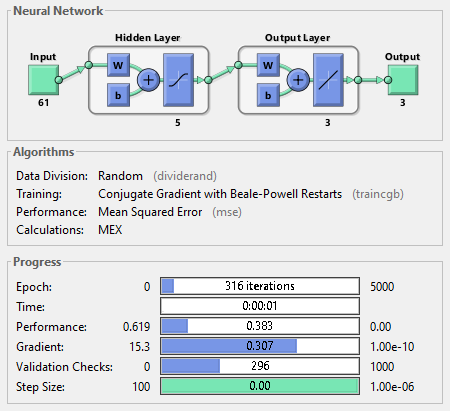 Neural Network
Hidden Layer Output Layer
Input Output
W W
b b
61 5 3 3
Algorithms
Data Division: Random (dividerand)
Training: Conjugate Gradient with Beale-Powell Restarts (traincgb)
Performance: Mean Squared Error (mse)
Calculations: MEX
Progress
Epoch: 0 316 iterations 5000
Time: 0:00:01
Performance: 0.619 0.383 0.00
Gradient: 15.3 0.307 1.00e-10
Validation Checks: 0 296 1000
Step Size: 100 0.00 1.00e-06